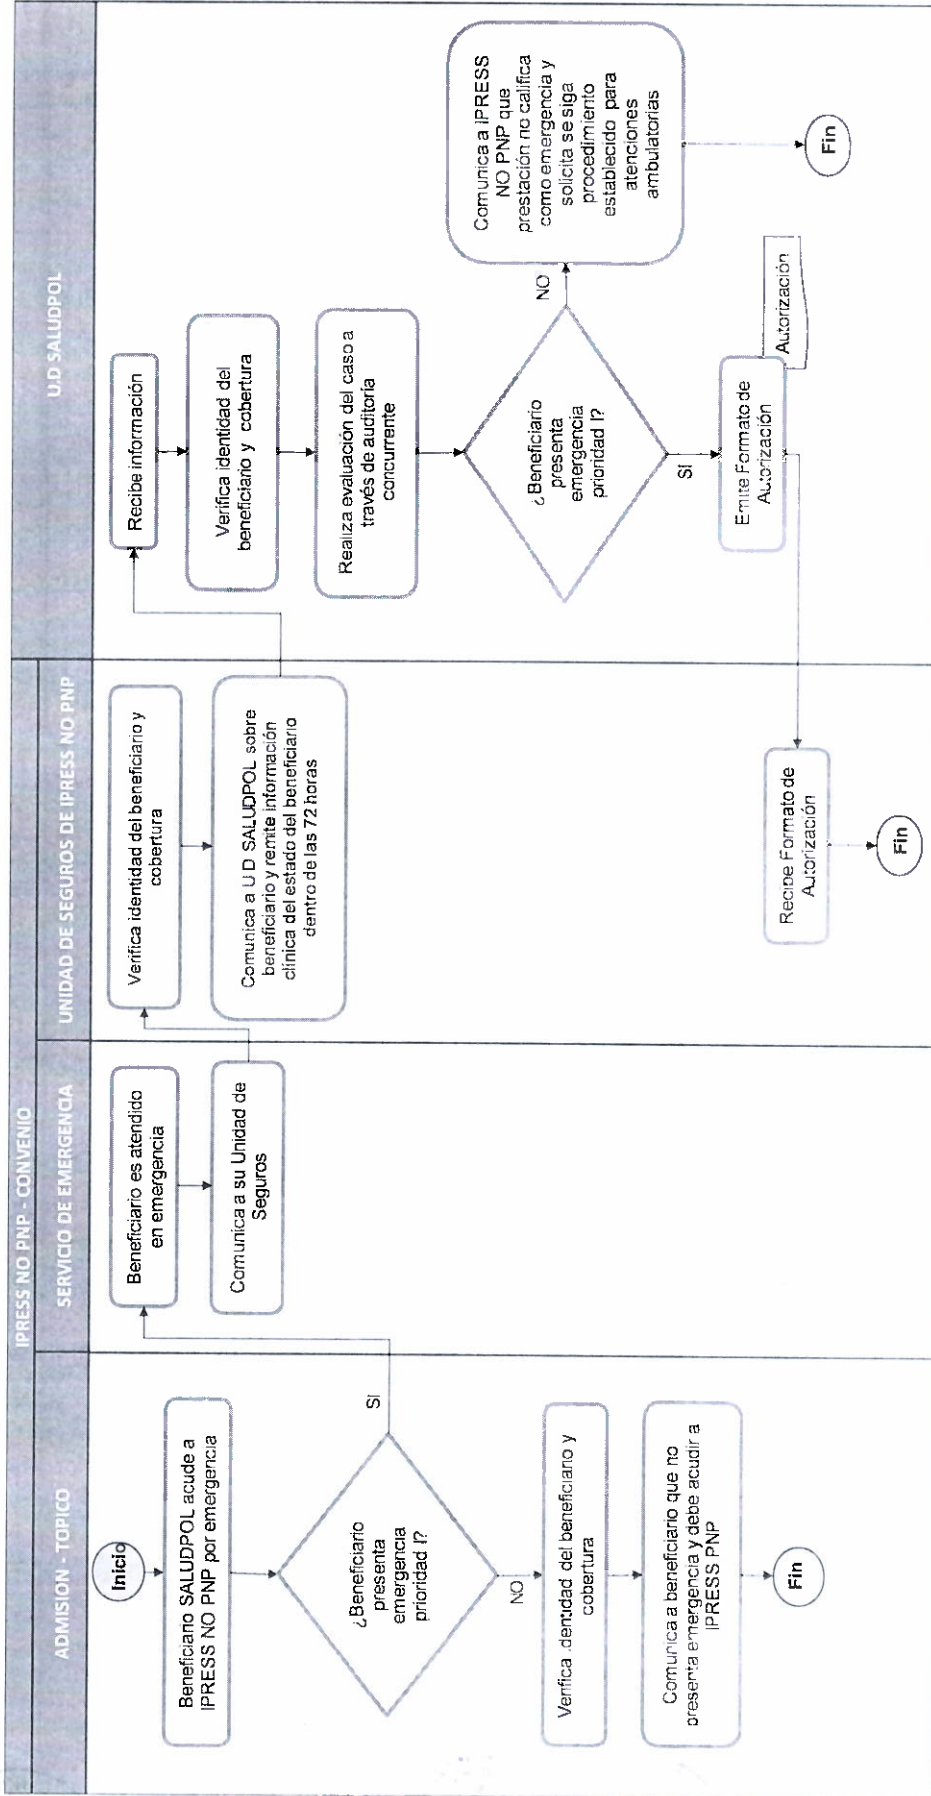 IPRESS NO PNP - CONVENIO
ADMISION - TOPICO
SERVICIO DE EMERGENCIA
UNIDAD DE SEGUROS DE IPRESS NO PNP
U.D SALUDPOL
Inicio
Beneficiario SALUDPOL acude a
IPRESS NO PNP por emergencia
¿Beneficiario
presenta
emergencia
prioridad I?
SI
NO
Verifica identidad del beneficiario y
cobertura
Comunica a beneficiario que no
presenta emergencia y debe acudir a
IPRESS PNP
Fin
Beneficiario es atendido
en emergencia
Comunica a su Unidad de
Seguros
Verifica identidad del beneficiario y
cobertura
Comunica a U D SALUDPOL sobre
beneficiario y remite información
clínica del estado del beneficiario
dentro de las 72 horas
Recibe Formato de
Autorización
Fin
Recibe información
Verifica identidad del
beneficiario y cobertura
Realiza evaluación del caso a
través de auditoria
concurrente
¿Beneficiario
presenta
emergencia
prioridad I?
NO
SI
Comunica a IPRESS
NO PNP que
prestación no califica
como emergencia y
solicita se siga
procedimiento
establecido para
atenciones
ambulatorias
Fin
Emite Formato de
Autorización
Autorización